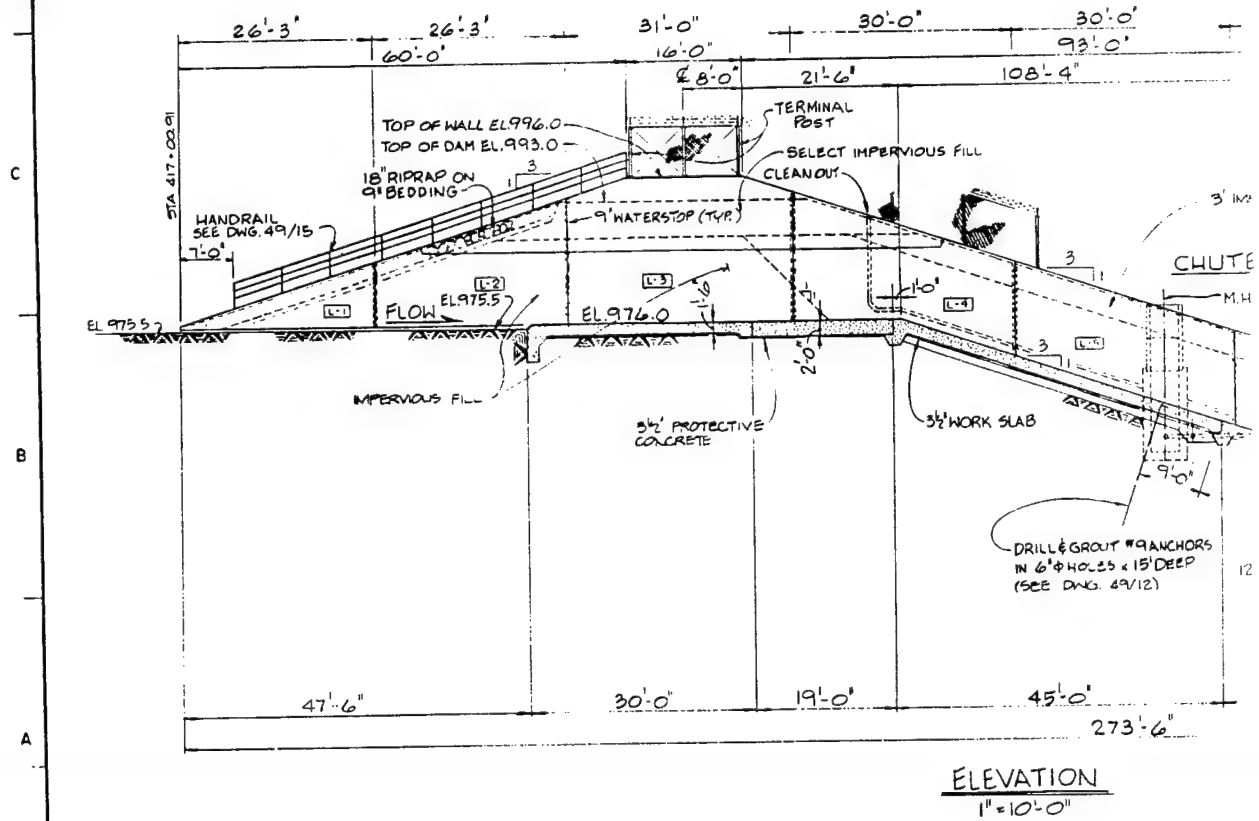 26'-3"
26'-3"
31'-0"
30'-0"
30'-0"
60'-0"
16'-0"
93'-0"
℄ 8'-0"
21'-6"
108'-4"
STA 417+00.91
TOP OF WALL EL.996.0
TOP OF DAM EL.993.0
TERMINAL
POST
SELECT IMPERVIOUS FILL
CLEANOUT
C
18" RIPRAP ON
9" BEDDING
3
1
9" WATERSTOP (TYP.)
HANDRAIL
SEE DWG. 49/15
7'-0"
3
1
CHUTE
M.H
L-1
L-2
L-3
L-4
L-5
FLOW
EL 975.5
EL 975.5
EL. 976.0
1'-6"
1'-0"
2'-0"
3
1
IMPERVIOUS FILL
3½" PROTECTIVE
CONCRETE
3½" WORK SLAB
B
9'-0"
DRILL & GROUT #9 ANCHORS
IN 6" Φ HOLES x 15' DEEP
(SEE DWG. 49/12)
12
47'-6"
30'-0"
19'-0"
45'-0"
A
273'-6"
ELEVATION
1" = 10'-0"